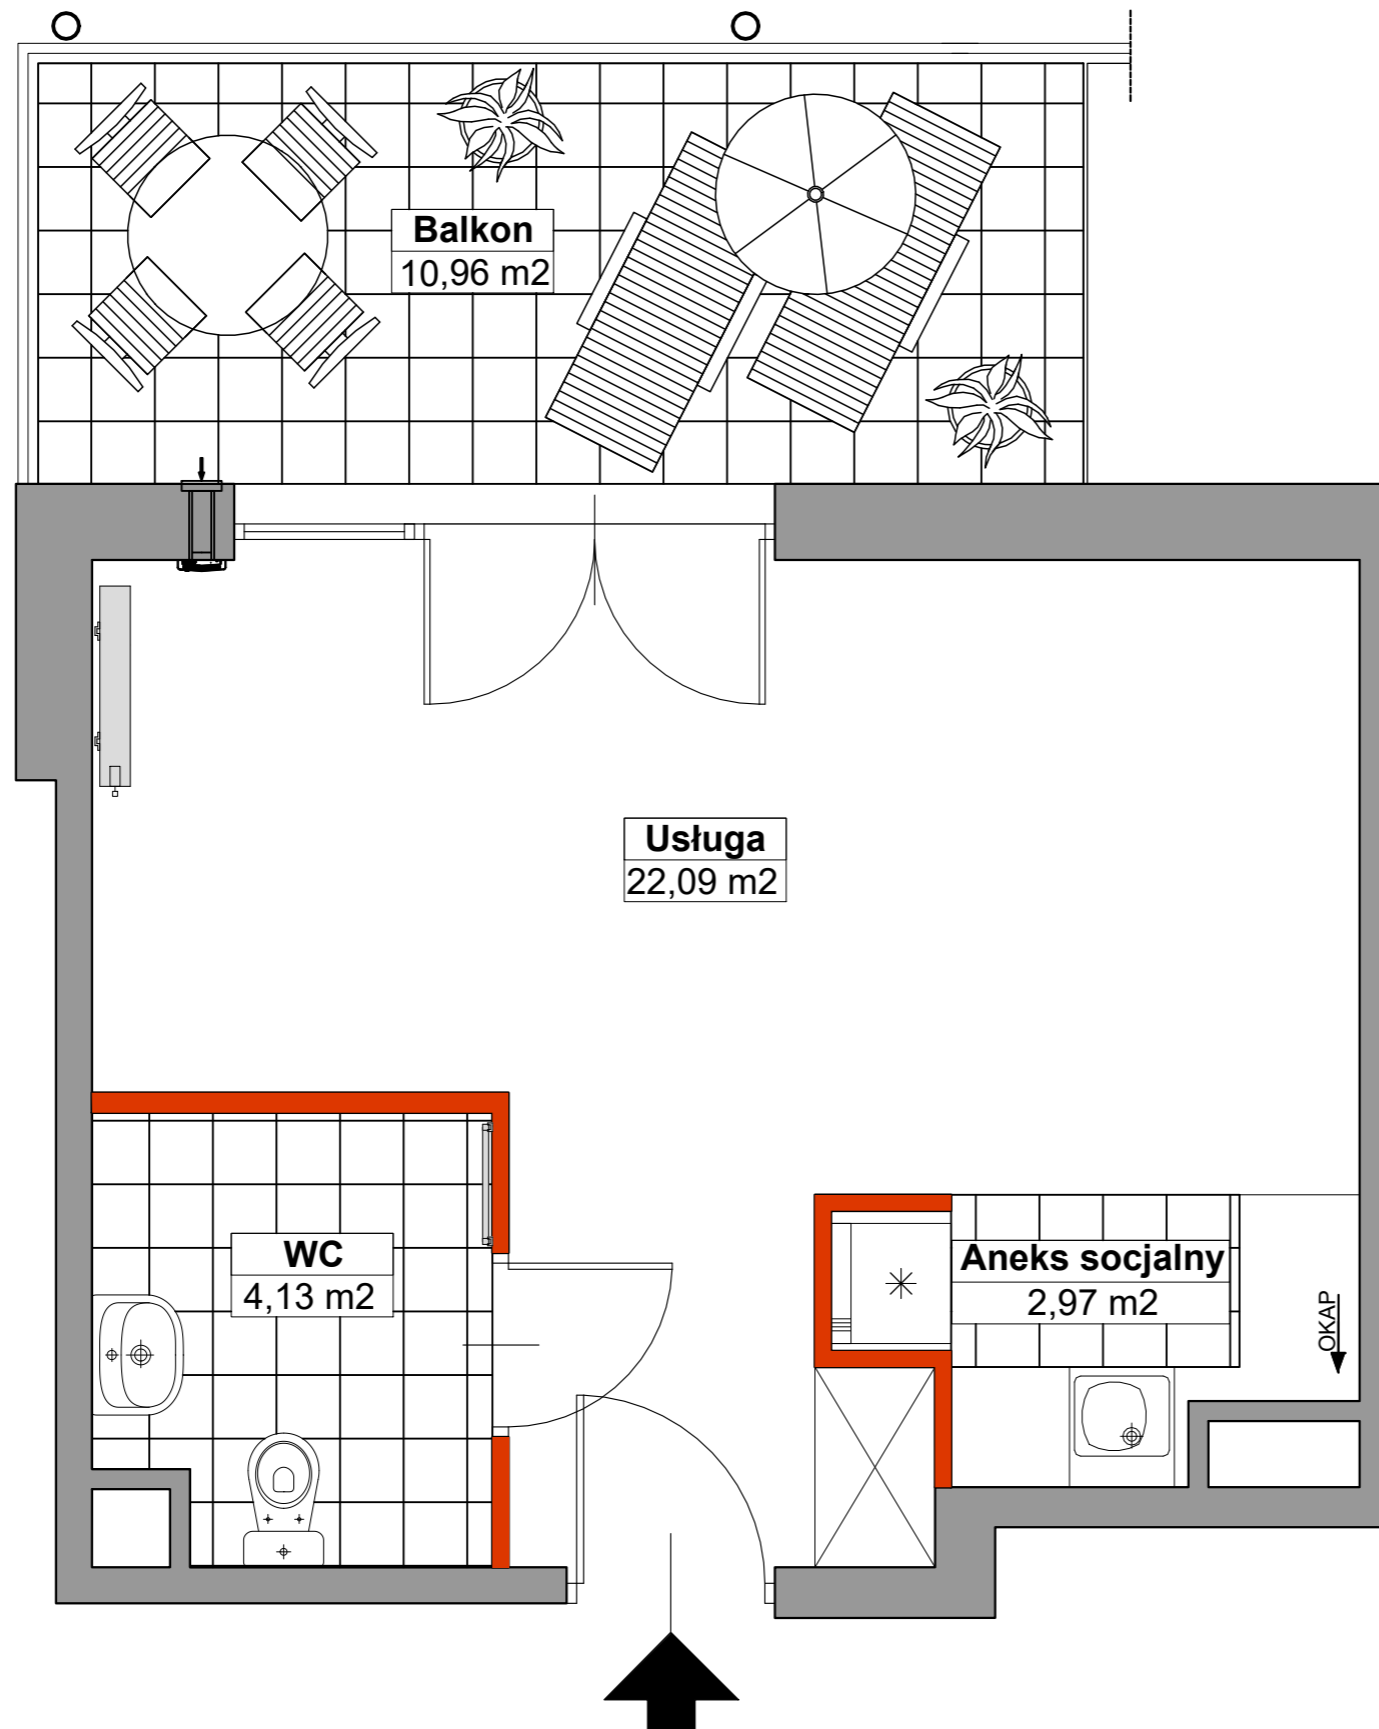 Balkon
10,96 m2
Usługa
22,09 m2
WC
4,13 m2
Aneks socjalny
2,97 m2
OKAP